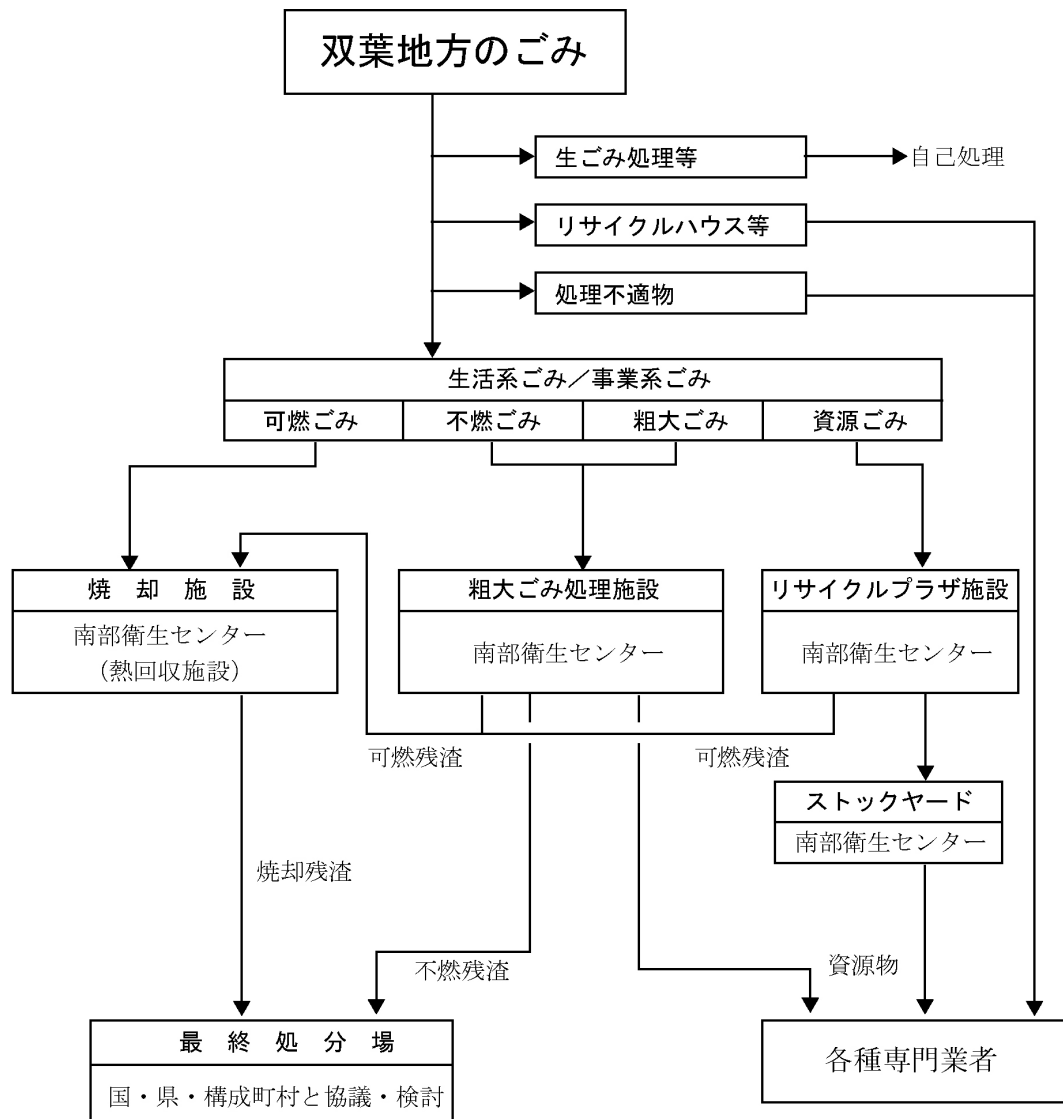 双葉地方のごみ
生ごみ処理等
自己処理
リサイクルハウス等
処理不適物
生活系ごみ／事業系ごみ
可燃ごみ
不燃ごみ
粗大ごみ
資源ごみ
焼却施設
南部衛生センター
（熱回収施設）
粗大ごみ処理施設
南部衛生センター
リサイクルプラザ施設
南部衛生センター
可燃残渣
可燃残渣
ストックヤード
南部衛生センター
焼却残渣
不燃残渣
資源物
最終処分場
国・県・構成町村と協議・検討
各種専門業者